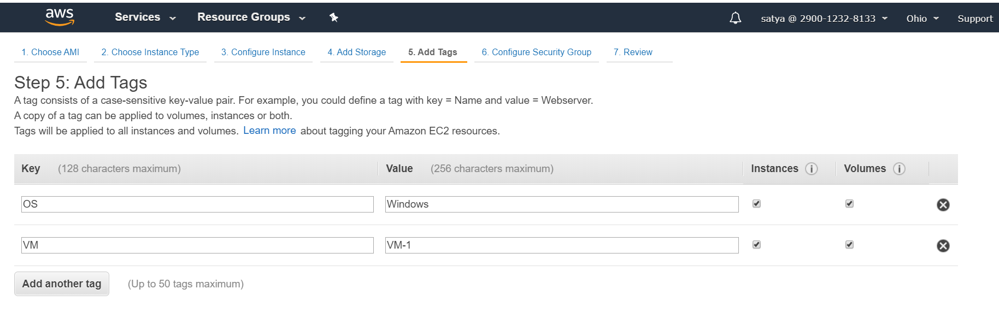 aws Services Resource Groups satya @ 2900-1232-8133 Ohio Support
1. Choose AMI 2. Choose Instance Type 3. Configure Instance 4. Add Storage 5. Add Tags 6. Configure Security Group 7. Review
Step 5: Add Tags
A tag consists of a case-sensitive key-value pair. For example, you could define a tag with key = Name and value = Webserver.
A copy of a tag can be applied to volumes, instances or both.
Tags will be applied to all instances and volumes. Learn more about tagging your Amazon EC2 resources.
Key (128 characters maximum) Value (256 characters maximum) Instances i Volumes i
OS Windows
VM VM-1
Add another tag (Up to 50 tags maximum)